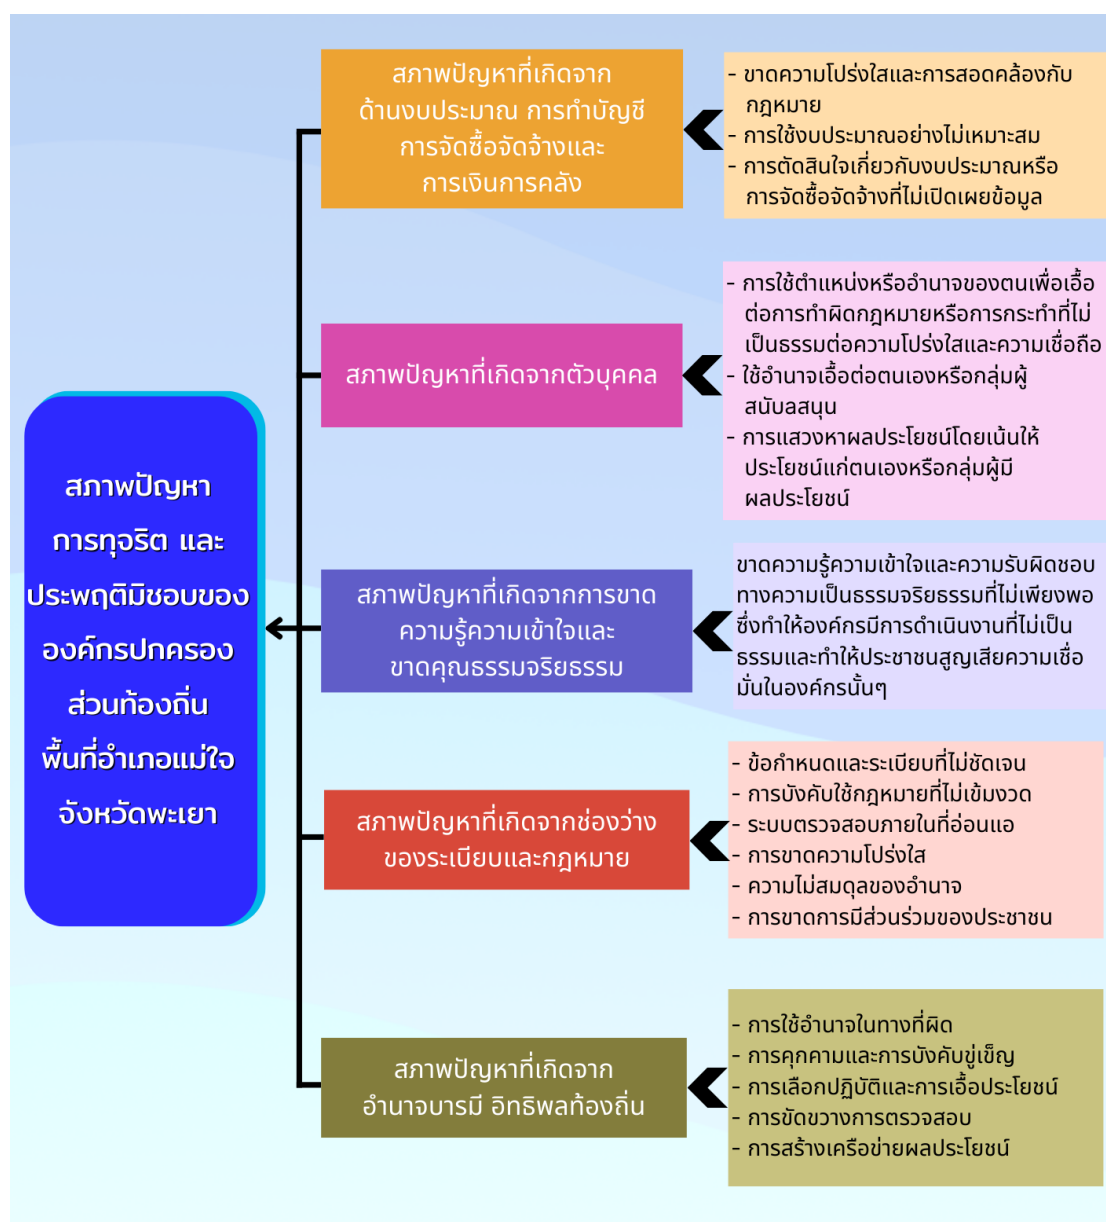 สภาพปัญหา
การทุจริต และ
ประพฤติมิชอบของ
องค์กรปกครอง
ส่วนท้องถิ่น
พื้นที่อำเภอแม่ใจ
จังหวัดพะเยา
สภาพปัญหาที่เกิดจาก
ด้านงบประมาณ การทำบัญชี
การจัดซื้อจัดจ้างและ
การเงินการคลัง
- ขาดความโปร่งใสและการสอดคล้องกับ
กฎหมาย
- การใช้งบประมาณอย่างไม่เหมาะสม
- การตัดสินใจเกี่ยวกับงบประมาณหรือ
การจัดซื้อจัดจ้างที่ไม่เปิดเผยข้อมูล
สภาพปัญหาที่เกิดจากตัวบุคคล
- การใช้ตำแหน่งหรืออำนาจของตนเพื่อเอื้อ
ต่อการทำผิดกฎหมายหรือการกระทำที่ไม่
เป็นธรรมต่อความโปร่งใสและความเชื่อถือ
- ใช้อำนาจเอื้อต่อตนเองหรือกลุ่มผู้
สนับลสนุน
- การแสวงหาผลประโยชน์โดยเน้นให้
ประโยชน์แก่ตนเองหรือกลุ่มผู้มี
ผลประโยชน์
สภาพปัญหาที่เกิดจากการขาด
ความรู้ความเข้าใจและ
ขาดคุณธรรมจริยธรรม
ขาดความรู้ความเข้าใจและความรับผิดชอบ
ทางความเป็นธรรมจริยธรรมที่ไม่เพียงพอ
ซึ่งทำให้องค์กรมีการดำเนินงานที่ไม่เป็น
ธรรมและทำให้ประชาชนสูญเสียความเชื่อ
มั่นในองค์กรนั้นๆ
สภาพปัญหาที่เกิดจากช่องว่าง
ของระเบียบและกฎหมาย
- ข้อกำหนดและระเบียบที่ไม่ชัดเจน
- การบังคับใช้กฎหมายที่ไม่เข้มงวด
- ระบบตรวจสอบภายในที่อ่อนแอ
- การขาดความโปร่งใส
- ความไม่สมดุลของอำนาจ
- การขาดการมีส่วนร่วมของประชาชน
สภาพปัญหาที่เกิดจาก
อำนาจบารมี อิทธิพลท้องถิ่น
- การใช้อำนาจในทางที่ผิด
- การคุกคามและการบังคับขู่เข็ญ
- การเลือกปฏิบัติและการเอื้อประโยชน์
- การขัดขวางการตรวจสอบ
- การสร้างเครือข่ายผลประโยชน์